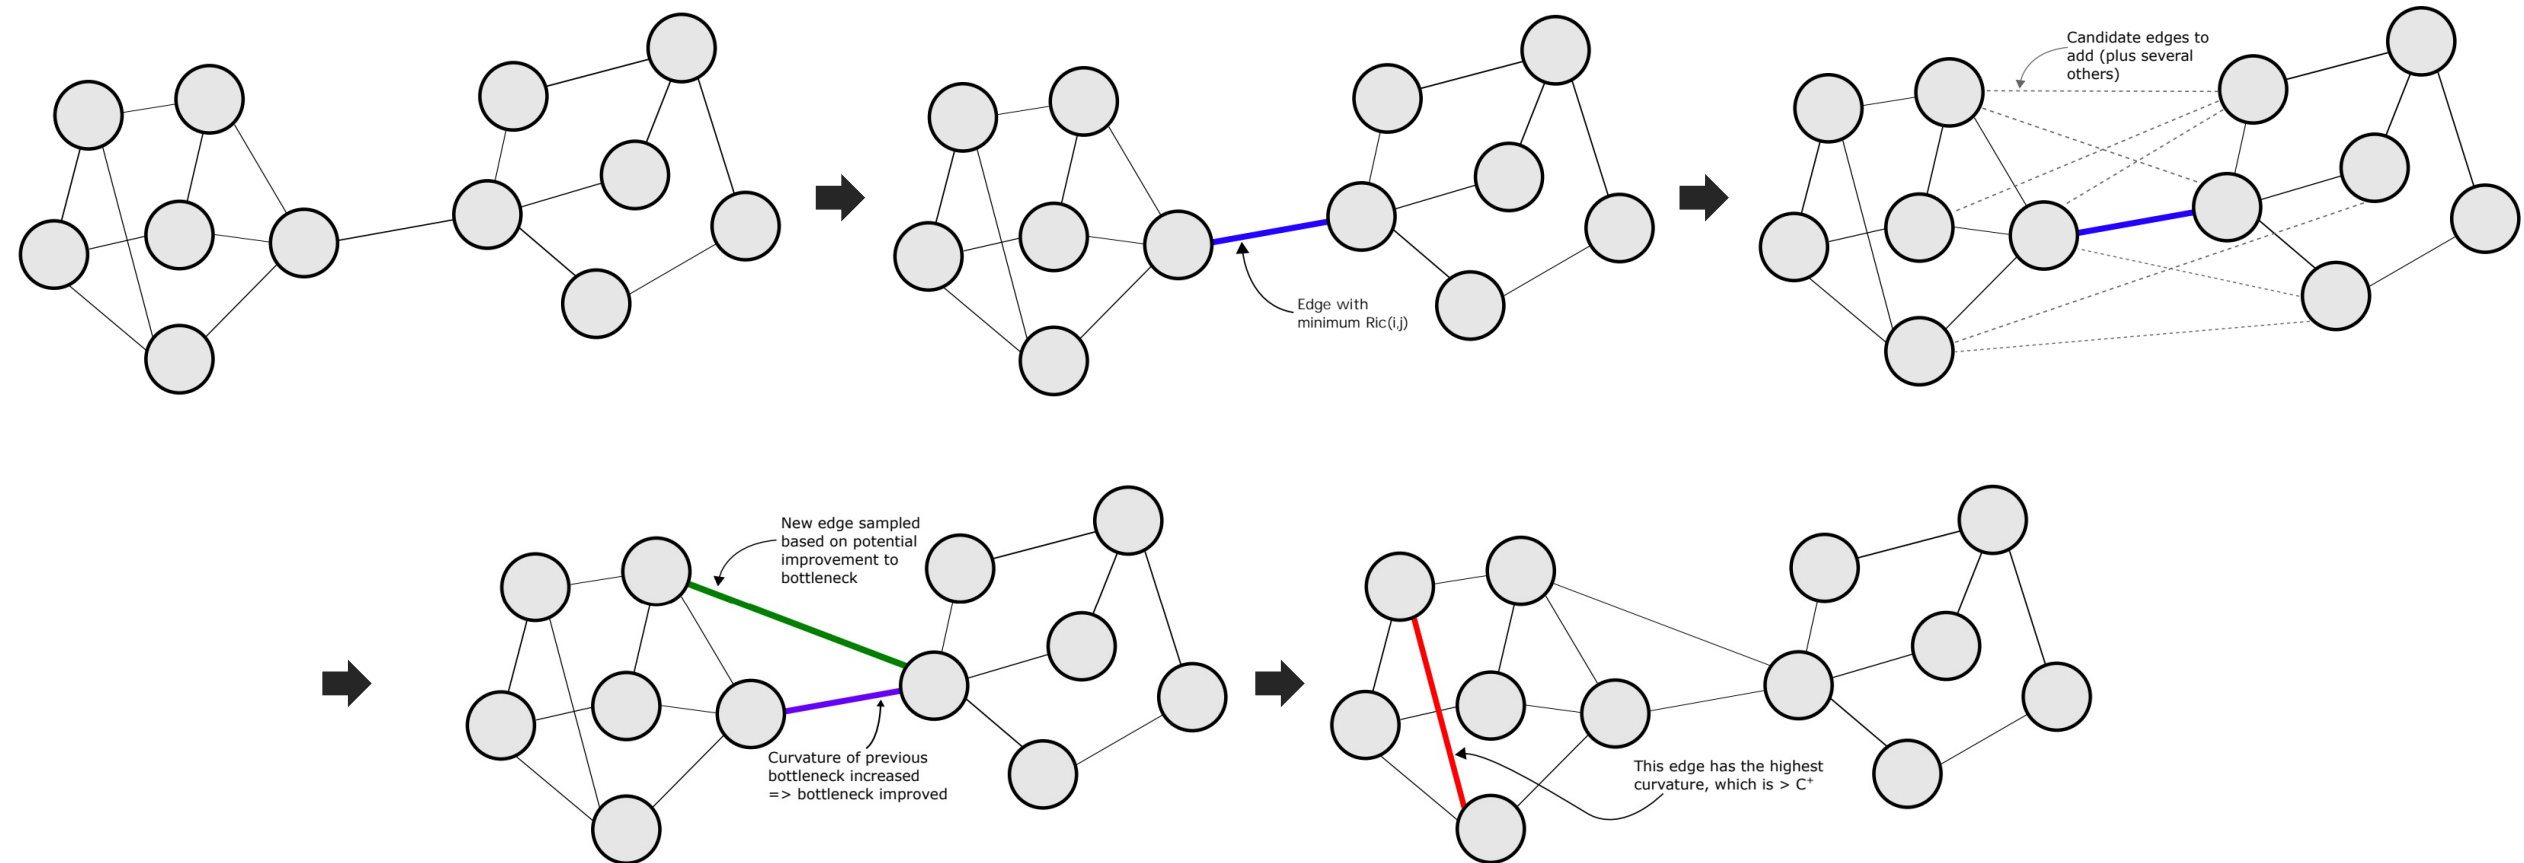 Candidate edges to
add (plus several
others)
Edge with
minimum Ric(i,j)
New edge sampled
based on potential
improvement to
bottleneck
Curvature of previous
bottleneck increased
=> bottleneck improved
This edge has the highest
curvature, which is > C⁺